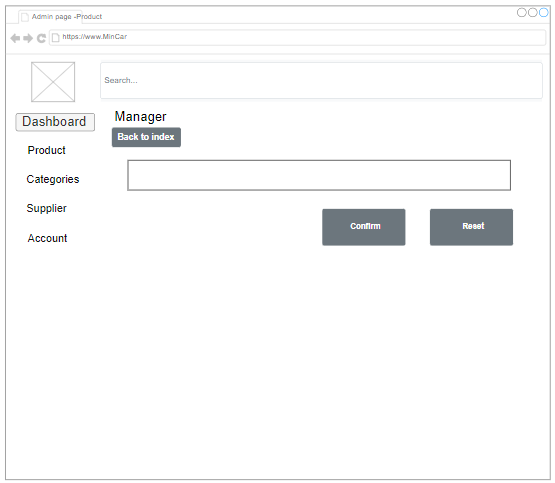 Admin page -Product
https://www.MinCar
Search...
Dashboard
Manager
Back to index
Product
Categories
Supplier
Confirm
Reset
Account